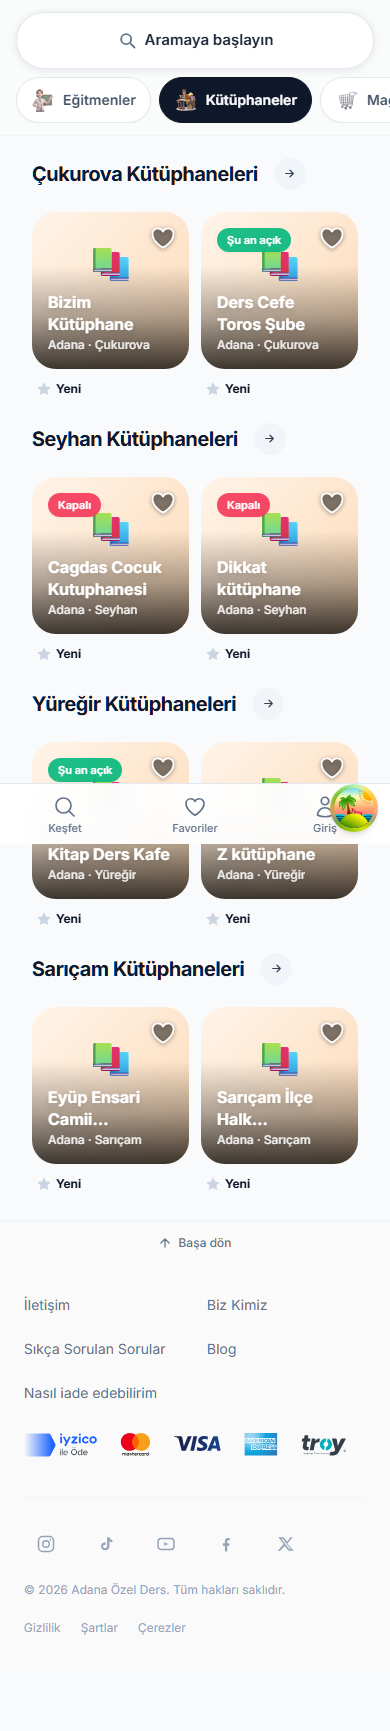 Aramaya başlayın
Eğitmenler
Kütüphaneler
Mağ
Çukurova Kütüphaneleri
Bizim
Kütüphane
Adana · Çukurova
Yeni
Şu an açık
Ders Cefe
Toros Şube
Adana · Çukurova
Yeni
Seyhan Kütüphaneleri
Kapalı
Cagdas Cocuk
Kutuphanesi
Adana · Seyhan
Yeni
Kapalı
Dikkat
kütüphane
Adana · Seyhan
Yeni
Yüreğir Kütüphaneleri
Şu an açık
Keşfet
Favoriler
Giriş
Kitap Ders Kafe
Adana · Yüreğir
Yeni
Z kütüphane
Adana · Yüreğir
Yeni
Sarıçam Kütüphaneleri
Eyüp Ensari
Camii...
Adana · Sarıçam
Yeni
Sarıçam İlçe
Halk...
Adana · Sarıçam
Yeni
Başa dön
İletişim
Biz Kimiz
Sıkça Sorulan Sorular
Blog
Nasıl iade edebilirim
iyzico
ile Öde
mastercard
VISA
AMERICAN
EXPRESS
troy
© 2026 Adana Özel Ders. Tüm hakları saklıdır.
Gizlilik
Şartlar
Çerezler